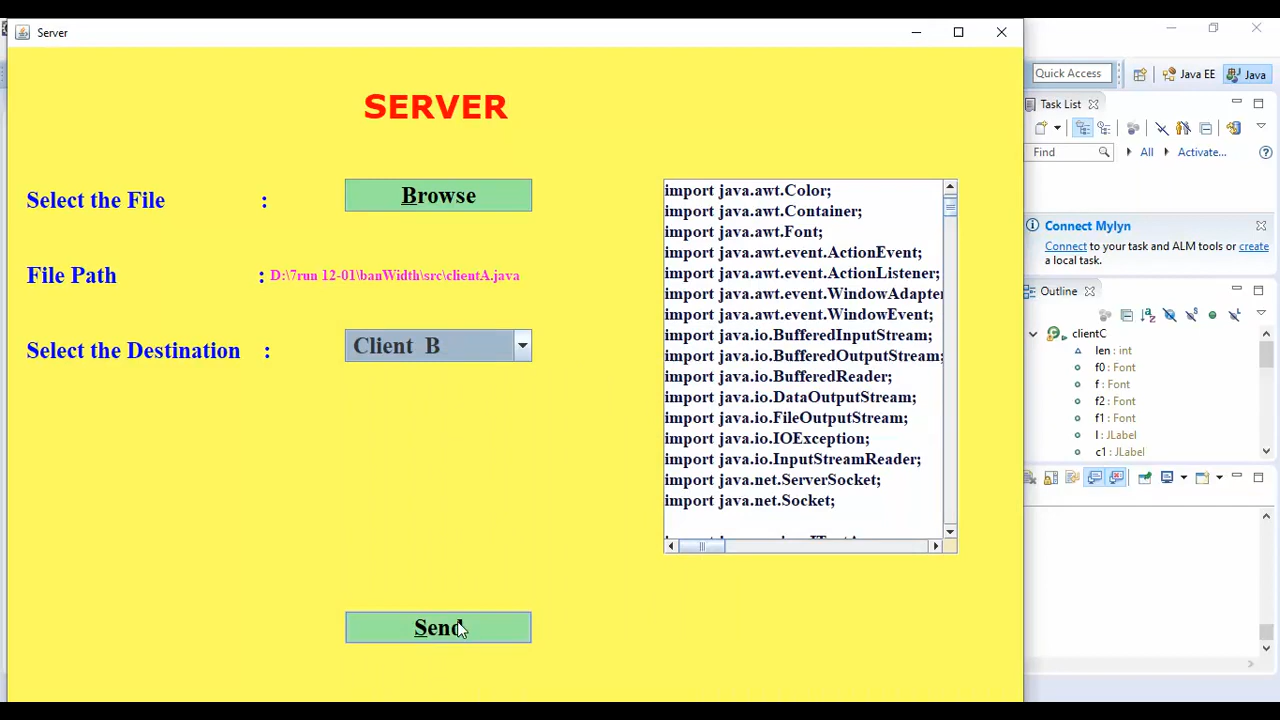 Server
SERVER
Select the File :
Browse
File Path :
D:\7run 12-01\banWidth\src\clientA.java
Select the Destination :
Client B
Send
import java.awt.Color;
import java.awt.Container;
import java.awt.Font;
import java.awt.event.ActionEvent;
import java.awt.event.ActionListener;
import java.awt.event.WindowAdapter
import java.awt.event.WindowEvent;
import java.io.BufferedInputStream;
import java.io.BufferedOutputStream;
import java.io.BufferedReader;
import java.io.DataOutputStream;
import java.io.FileOutputStream;
import java.io.IOException;
import java.io.InputStreamReader;
import java.net.ServerSocket;
import java.net.Socket;
Quick Access
Java EE
Java
Task List
Find
All
Activate...
Connect Mylyn
Connect to your task and ALM tools or create
a local task.
Outline
clientC
len : int
f0 : Font
f : Font
f2 : Font
f1 : Font
l : JLabel
c1 : JLabel